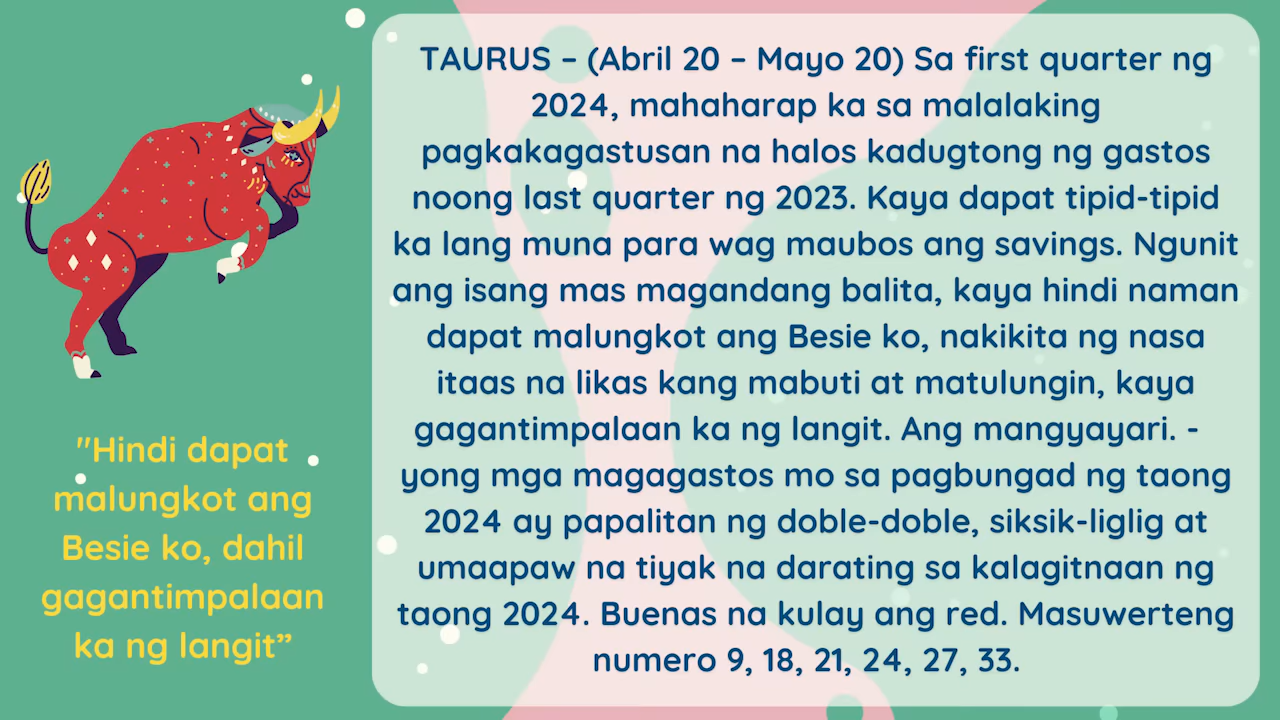 TAURUS – (Abril 20 – Mayo 20) Sa first quarter ng
2024, mahaharap ka sa malalaking
pagkakagastusan na halos kadugtong ng gastos
noong last quarter ng 2023. Kaya dapat tipid-tipid
ka lang muna para wag maubos ang savings. Ngunit
ang isang mas magandang balita, kaya hindi naman
dapat malungkot ang Besie ko, nakikita ng nasa
itaas na likas kang mabuti at matulungin, kaya
gagantimpalaan ka ng langit. Ang mangyayari. -
yong mga magagastos mo sa pagbungad ng taong
2024 ay papalitan ng doble-doble, siksik-liglig at
umaapaw na tiyak na darating sa kalagitnaan ng
taong 2024. Buenas na kulay ang red. Masuwerteng
numero 9, 18, 21, 24, 27, 33.
"Hindi dapat
malungkot ang
Besie ko, dahil
gagantimpalaan
ka ng langit”